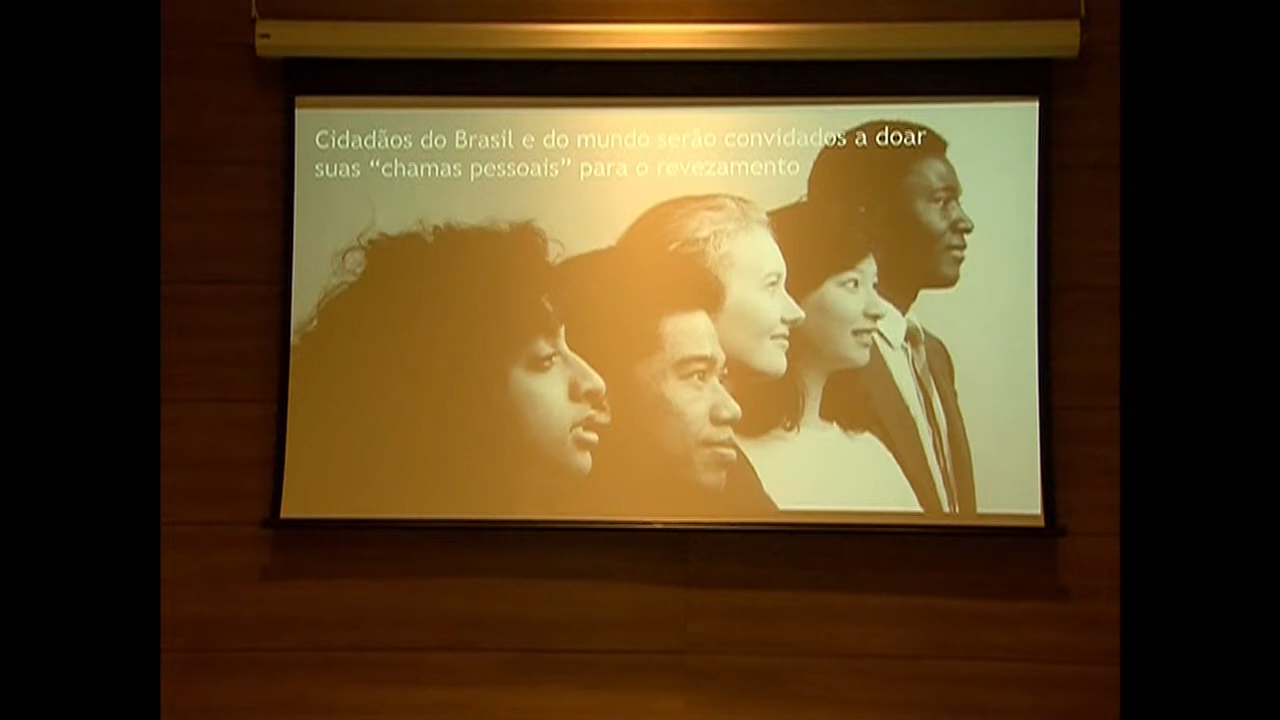 Cidadãos do Brasil e do mundo serão convidados a doar
suas “chamas pessoais” para o revezamento